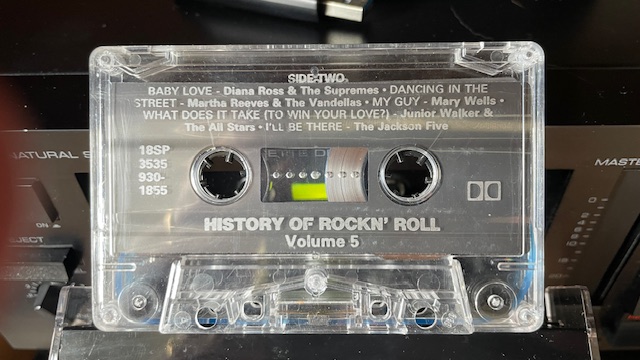 SIDE TWO
BABY LOVE - Diana Ross & The Supremes • DANCING IN THE
STREET - Martha Reeves & The Vandellas • MY GUY - Mary Wells •
WHAT DOES IT TAKE (TO WIN YOUR LOVE?) - Junior Walker &
The All Stars • I'LL BE THERE - The Jackson Five
18SP
3535
930-
1855
HISTORY OF ROCKN' ROLL
Volume 5
NATURAL
ON
EJECT